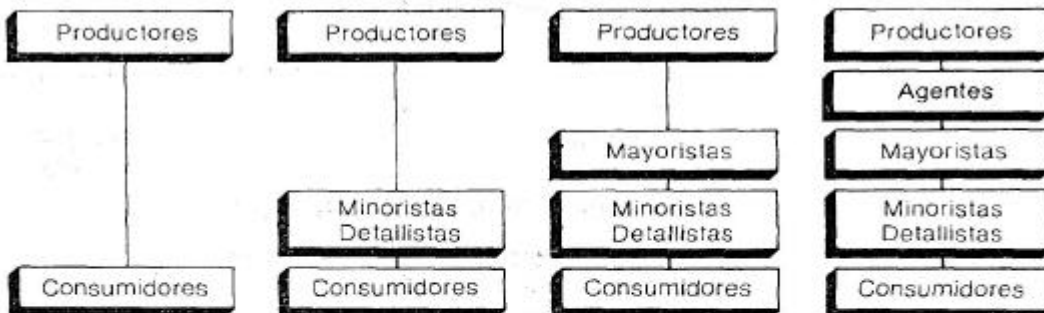 Productores
Consumidores
Productores
Minoristas
Detallistas
Consumidores
Productores
Mayoristas
Minoristas
Detallistas
Consumidores
Productores
Agentes
Mayoristas
Minoristas
Detallistas
Consumidores